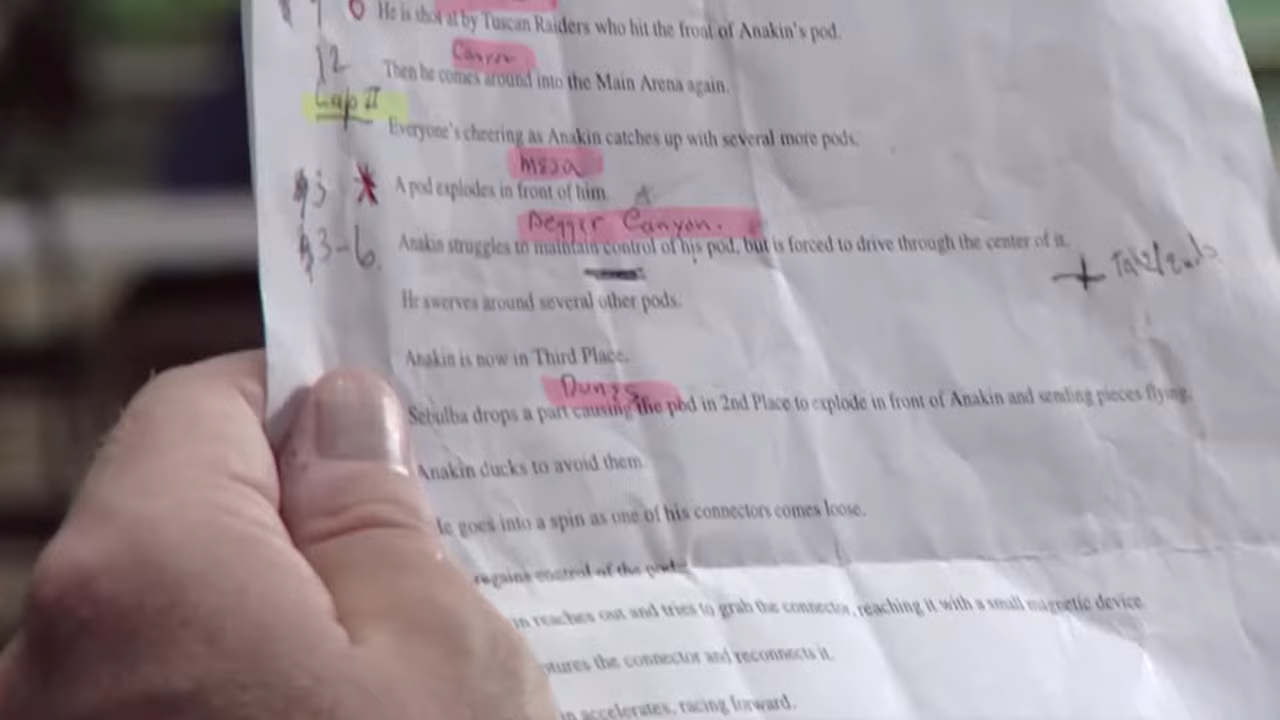 He is shot at by Tuscan Raiders who hit the front of Anakin's pod.
Canyon
12 Then he comes around into the Main Arena again.
Lap II
Everyone's cheering as Anakin catches up with several more pods.
Mesa
A pod explodes in front of him.
Begger Canyon.
Anakin struggles to maintain control of his pod, but is forced to drive through the center of it.
He swerves around several other pods.
Anakin is now in Third Place.
Dunes
Sebulba drops a part causing the pod in 2nd Place to explode in front of Anakin and sending pieces flying.
Anakin ducks to avoid them.
He goes into a spin as one of his connectors comes loose.
regains control of the pod
in reaches out and tries to grab the connector, reaching it with a small magnetic device.
ptures the connector and reconnects it.
in accelerates, racing forward.